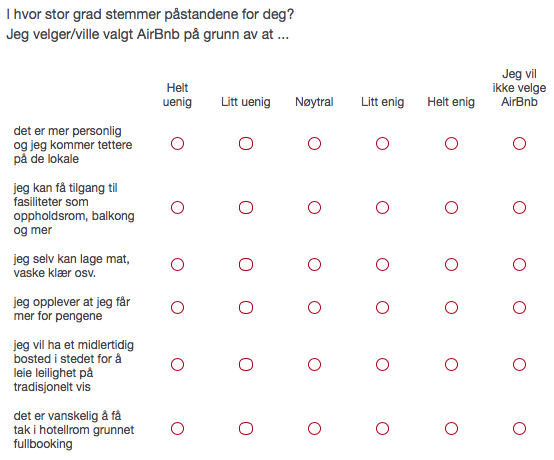 I hvor stor grad stemmer påstandene for deg?
Jeg velger/ville valgt AirBnb på grunn av at ...
Helt
uenig
Litt uenig
Nøytral
Litt enig
Helt enig
Jeg vil
ikke velge
AirBnb
det er mer personlig
og jeg kommer tettere
på de lokale
jeg kan få tilgang til
fasiliteter som
oppholdsrom, balkong
og mer
jeg selv kan lage mat,
vaske klær osv.
jeg opplever at jeg får
mer for pengene
jeg vil ha et midlertidig
bosted i stedet for å
leie leilighet på
tradisjonelt vis
det er vanskelig å få
tak i hotellrom grunnet
fullbooking